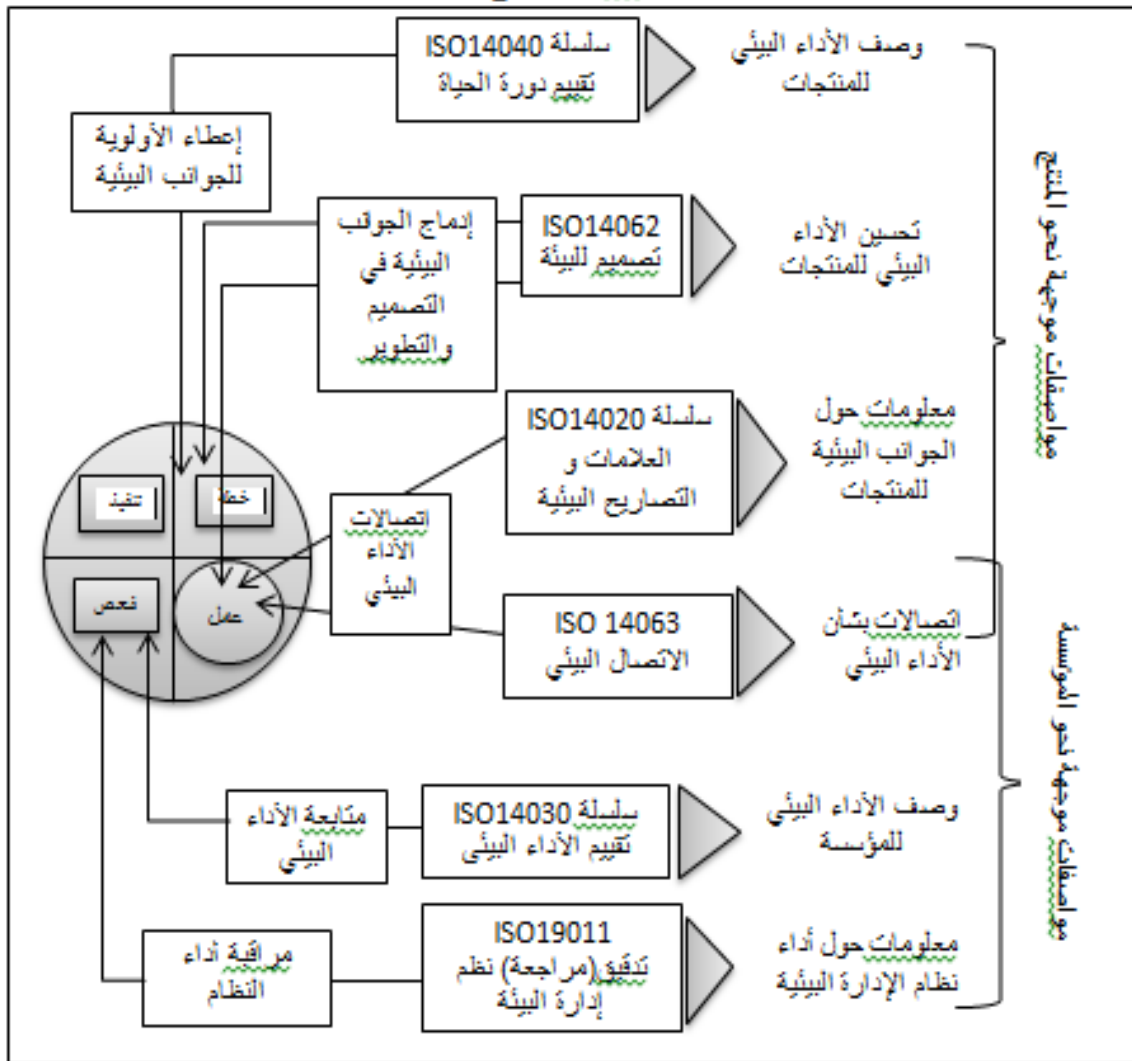 سلسلة ISO14040
تقييم دورة الحياة
وصف الأداء البيئي
للمنتجات
إعطاء الأولوية
للجوانب البيئية
إدماج الجوانب
البيئية في
التصميم
والتطوير
ISO14062
تصميم للبيئة
تحسين الأداء
البيئي للمنتجات
مواصفات موجهة نحو المنتج
سلسلة ISO14020
العلامات و
التصاريح البيئية
معلومات حول
الجوانب البيئية
للمنتجات
تنفيذ
خطة
فحص
عمل
اتصالات
الأداء
البيئي
ISO 14063
الاتصال البيئي
اتصالات بشأن
الأداء البيئي
مواصفات موجهة نحو المؤسسة
متابعة الأداء
البيئي
سلسلة ISO14030
تقييم الأداء البيئى
وصف الأداء البيئي
للمؤسسة
مراقبة أداء
النظام
ISO19011
تدقيق(مراجعة) نظم
إدارة البيئة
معلومات حول أداء
نظام الإدارة البيئية